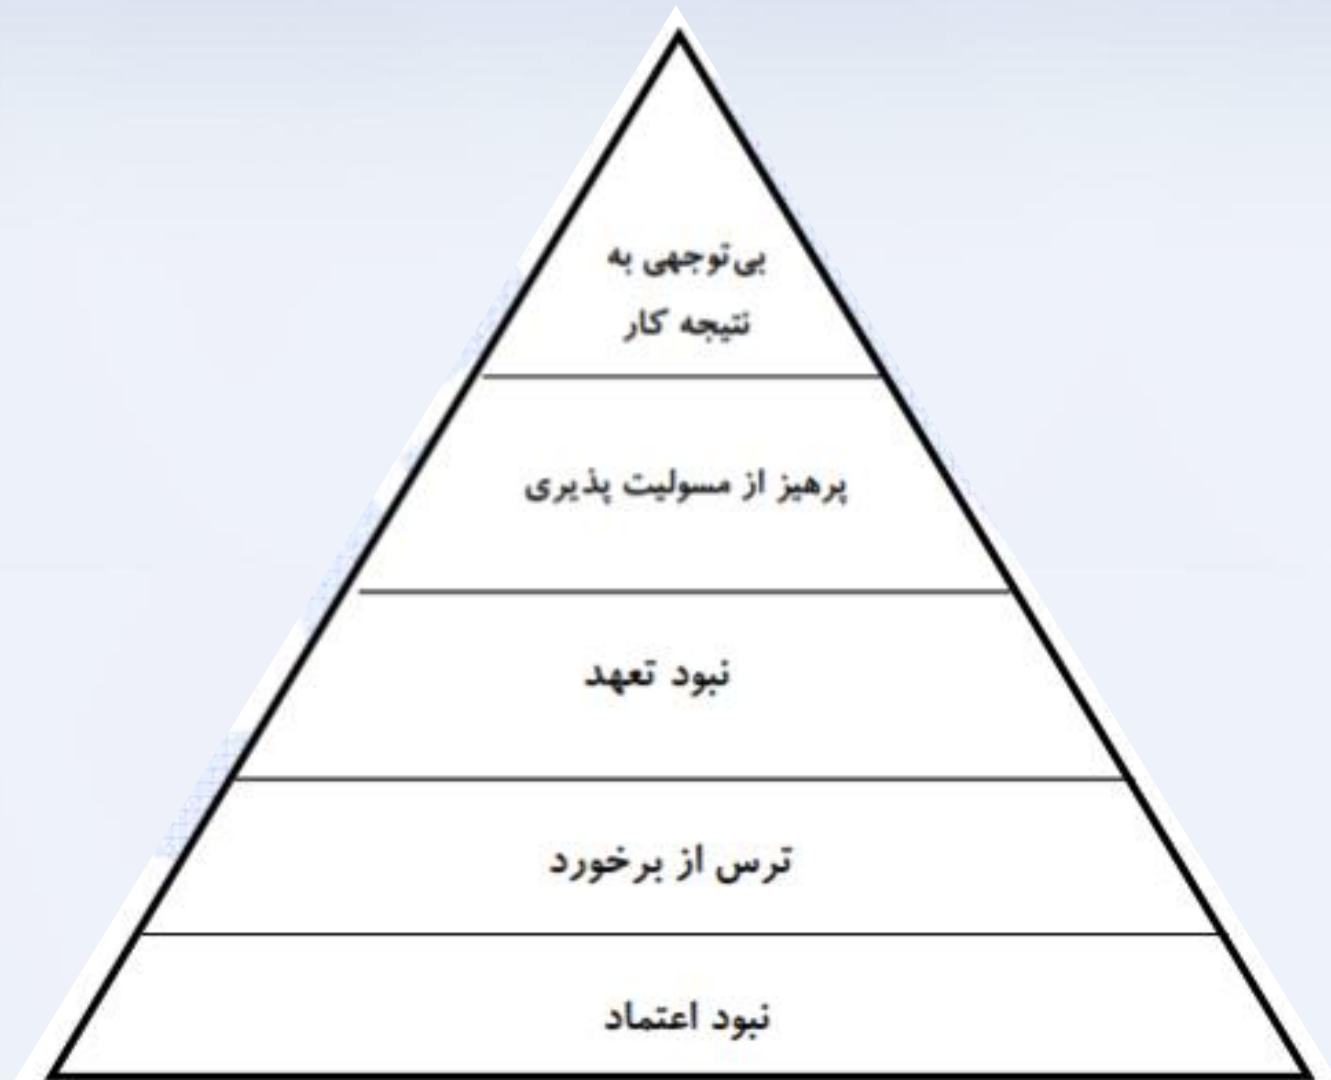 بی‌توجهی به
نتیجه کار
پرهیز از مسولیت پذیری
نبود تعهد
ترس از برخورد
نبود اعتماد